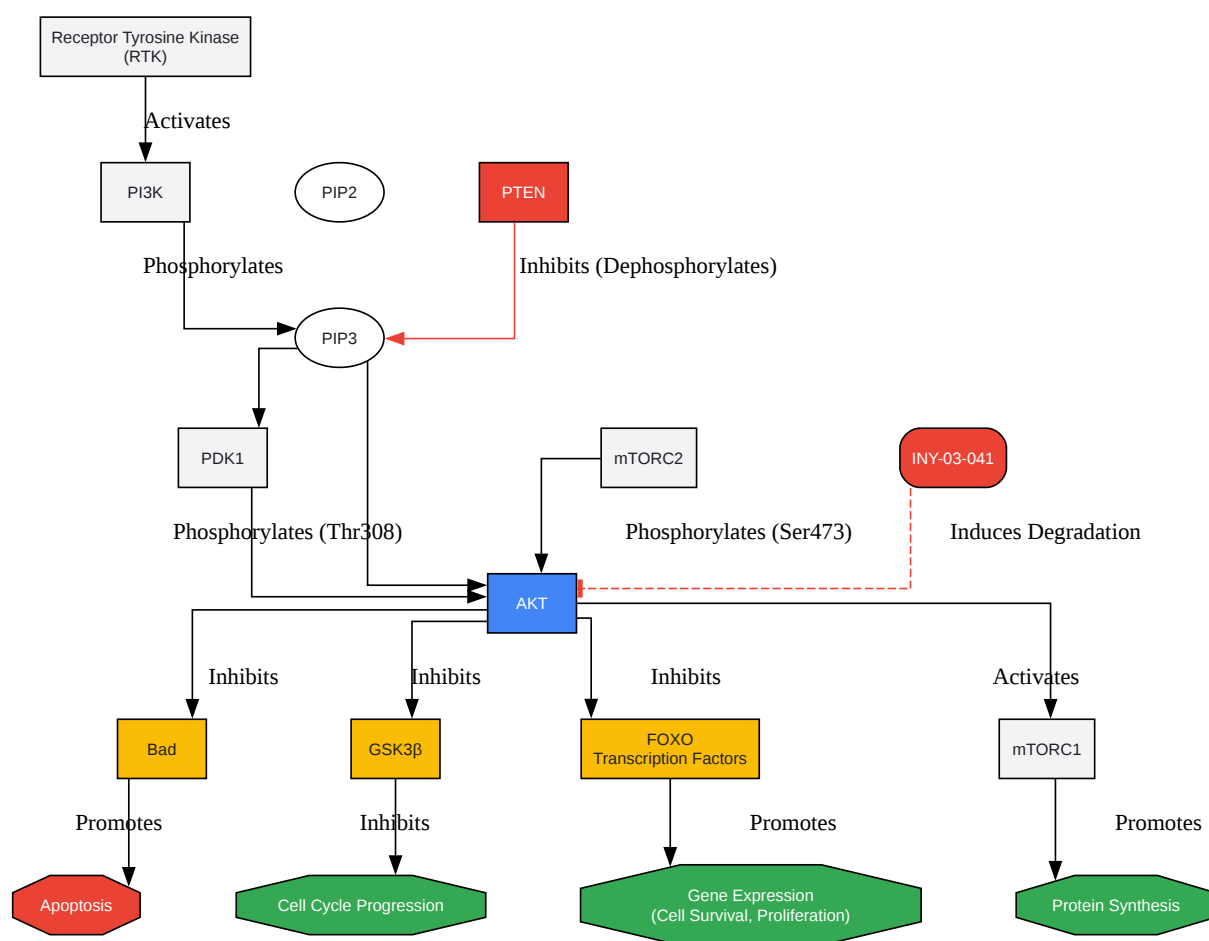 Receptor Tyrosine Kinase
(RTK)
Activates
PI3K
PIP2
PTEN
Phosphorylates
Inhibits (Dephosphorylates)
PIP3
PDK1
mTORC2
INY-03-041
Phosphorylates (Thr308)
Phosphorylates (Ser473)
Induces Degradation
AKT
Inhibits
Inhibits
Inhibits
Activates
Bad
GSK3β
FOXO
Transcription Factors
mTORC1
Promotes
Inhibits
Promotes
Promotes
Apoptosis
Cell Cycle Progression
Gene Expression
(Cell Survival, Proliferation)
Protein Synthesis